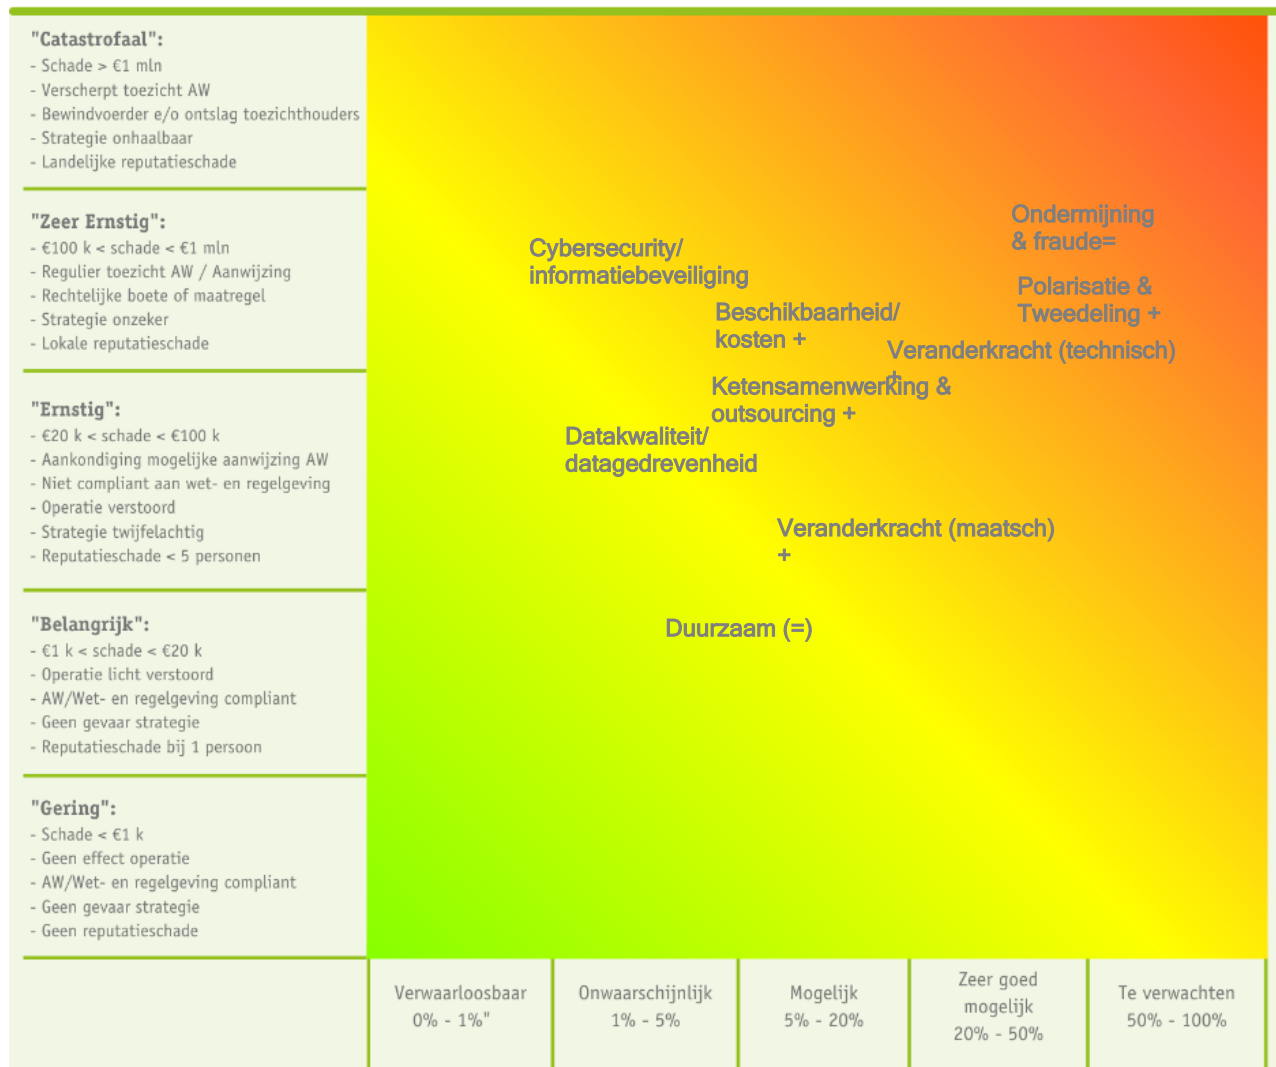 "Catastrofaal":
- Schade > €1 mln
- Verscherpt toezicht AW
- Bewindvoerder e/o ontslag toezichthouders
- Strategie onhaalbaar
- Landelijke reputatieschade
"Zeer Ernstig":
- €100 k < schade < €1 mln
- Regulier toezicht AW / Aanwijzing
- Rechtelijke boete of maatregel
- Strategie onzeker
- Lokale reputatieschade
"Ernstig":
- €20 k < schade < €100 k
- Aankondiging mogelijke aanwijzing AW
- Niet compliant aan wet- en regelgeving
- Operatie verstoord
- Strategie twijfelachtig
- Reputatieschade < 5 personen
"Belangrijk":
- €1 k < schade < €20 k
- Operatie licht verstoord
- AW/Wet- en regelgeving compliant
- Geen gevaar strategie
- Reputatieschade bij 1 persoon
"Gering":
- Schade < €1 k
- Geen effect operatie
- AW/Wet- en regelgeving compliant
- Geen gevaar strategie
- Geen reputatieschade
Ondermijning
& fraude=
Cybersecurity/
informatiebeveiliging
Polarisatie &
Tweedeling +
Beschikbaarheid/
kosten +
Veranderkracht (technisch)
+
Ketensamenwerking &
outsourcing +
Datakwaliteit/
datagedrevenheid
Veranderkracht (maatsch)
+
Duurzaam (=)
Verwaarloosbaar
0% - 1%"
Onwaarschijnlijk
1% - 5%
Mogelijk
5% - 20%
Zeer goed
mogelijk
20% - 50%
Te verwachten
50% - 100%